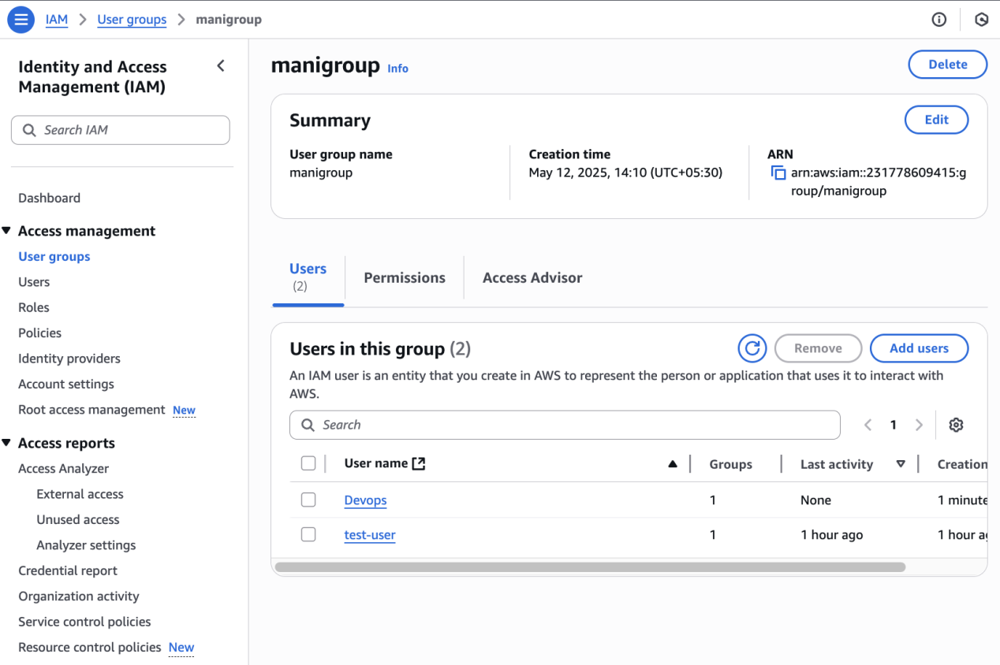 IAM > User groups > manigroup
Identity and Access
Management (IAM)
Search IAM
Dashboard
Access management
User groups
Users
Roles
Policies
Identity providers
Account settings
Root access management New
Access reports
Access Analyzer
External access
Unused access
Analyzer settings
Credential report
Organization activity
Service control policies
Resource control policies New
manigroup Info
Delete
Summary
Edit
User group name
manigroup
Creation time
May 12, 2025, 14:10 (UTC+05:30)
ARN
arn:aws:iam::231778609415:g
roup/manigroup
Users
(2)
Permissions
Access Advisor
Users in this group (2)
Remove
Add users
An IAM user is an entity that you create in AWS to represent the person or application that uses it to interact with
AWS.
Search
1
User name Groups Last activity Creation
Devops 1 None 1 minute
test-user 1 1 hour ago 1 hour